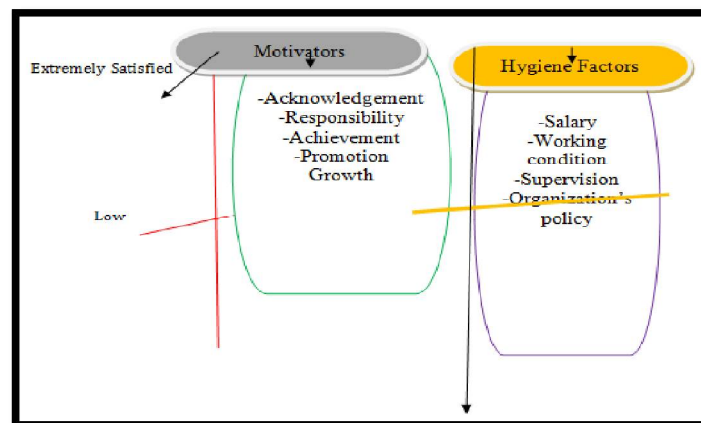 Motivators
Extremely Satisfied
-Acknowledgement
-Responsibility
-Achievement
-Promotion
Growth
Low
Hygiene Factors
-Salary
-Working
condition
-Supervision
-Organization's
policy